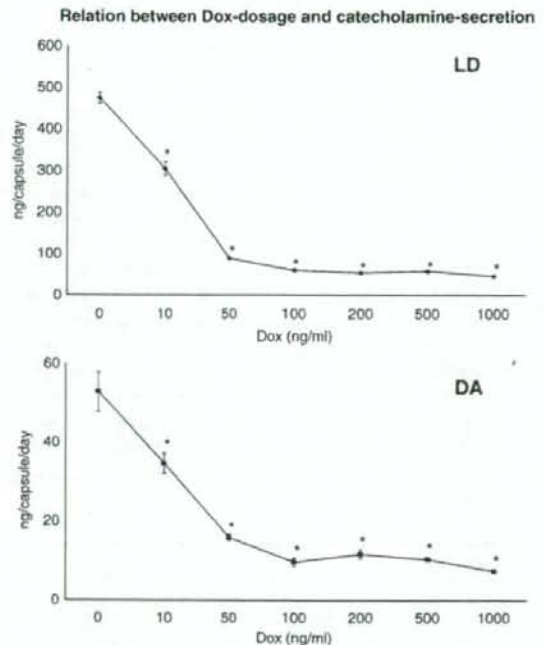 Relation between Dox-dosage and catecholamine-secretion
LD
600
500
400
300
200
100
0
ng/capsule/day
*
*
*
*
*
*
0 10 50 100 200 500 1000
Dox (ng/ml)
DA
60
40
20
0
ng/capsule/day
*
*
*
*
*
*
0 10 50 100 200 500 1000
Dox (ng/ml)